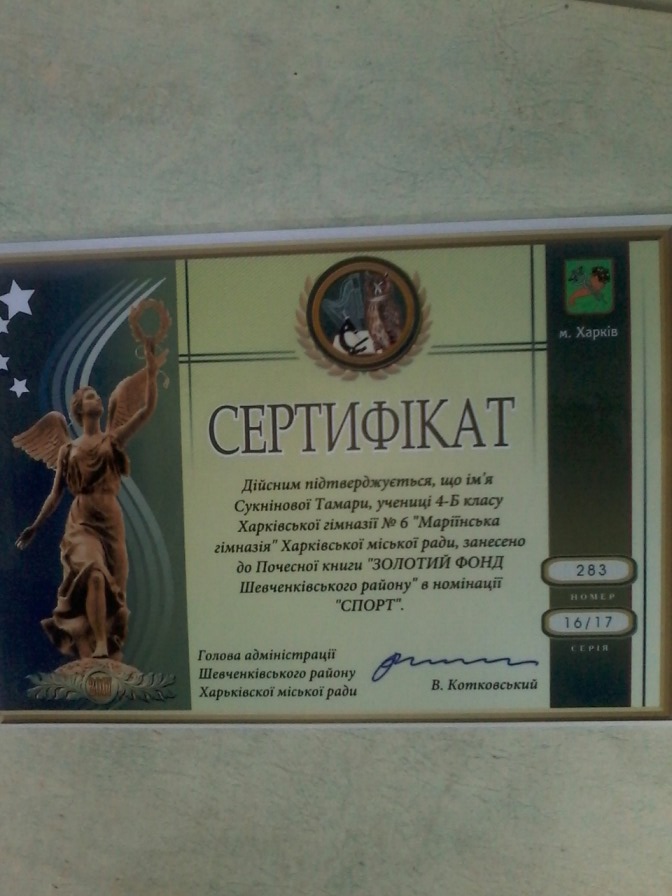 м. Харків
СЕРТИФІКАТ
Дійсним підтверджується, що ім'я
Сукнінової Тамари, учениці 4-Б класу
Харківської гімназії № 6 "Маріїнська
гімназія" Харківської міської ради, занесено
до Почесної книги "ЗОЛОТИЙ ФОНД
Шевченківського району" в номінації
"СПОРТ".
283
НОМЕР
16/17
СЕРІЯ
Голова адміністрації
Шевченківського району
Харьківскої міської ради
В. Котковський